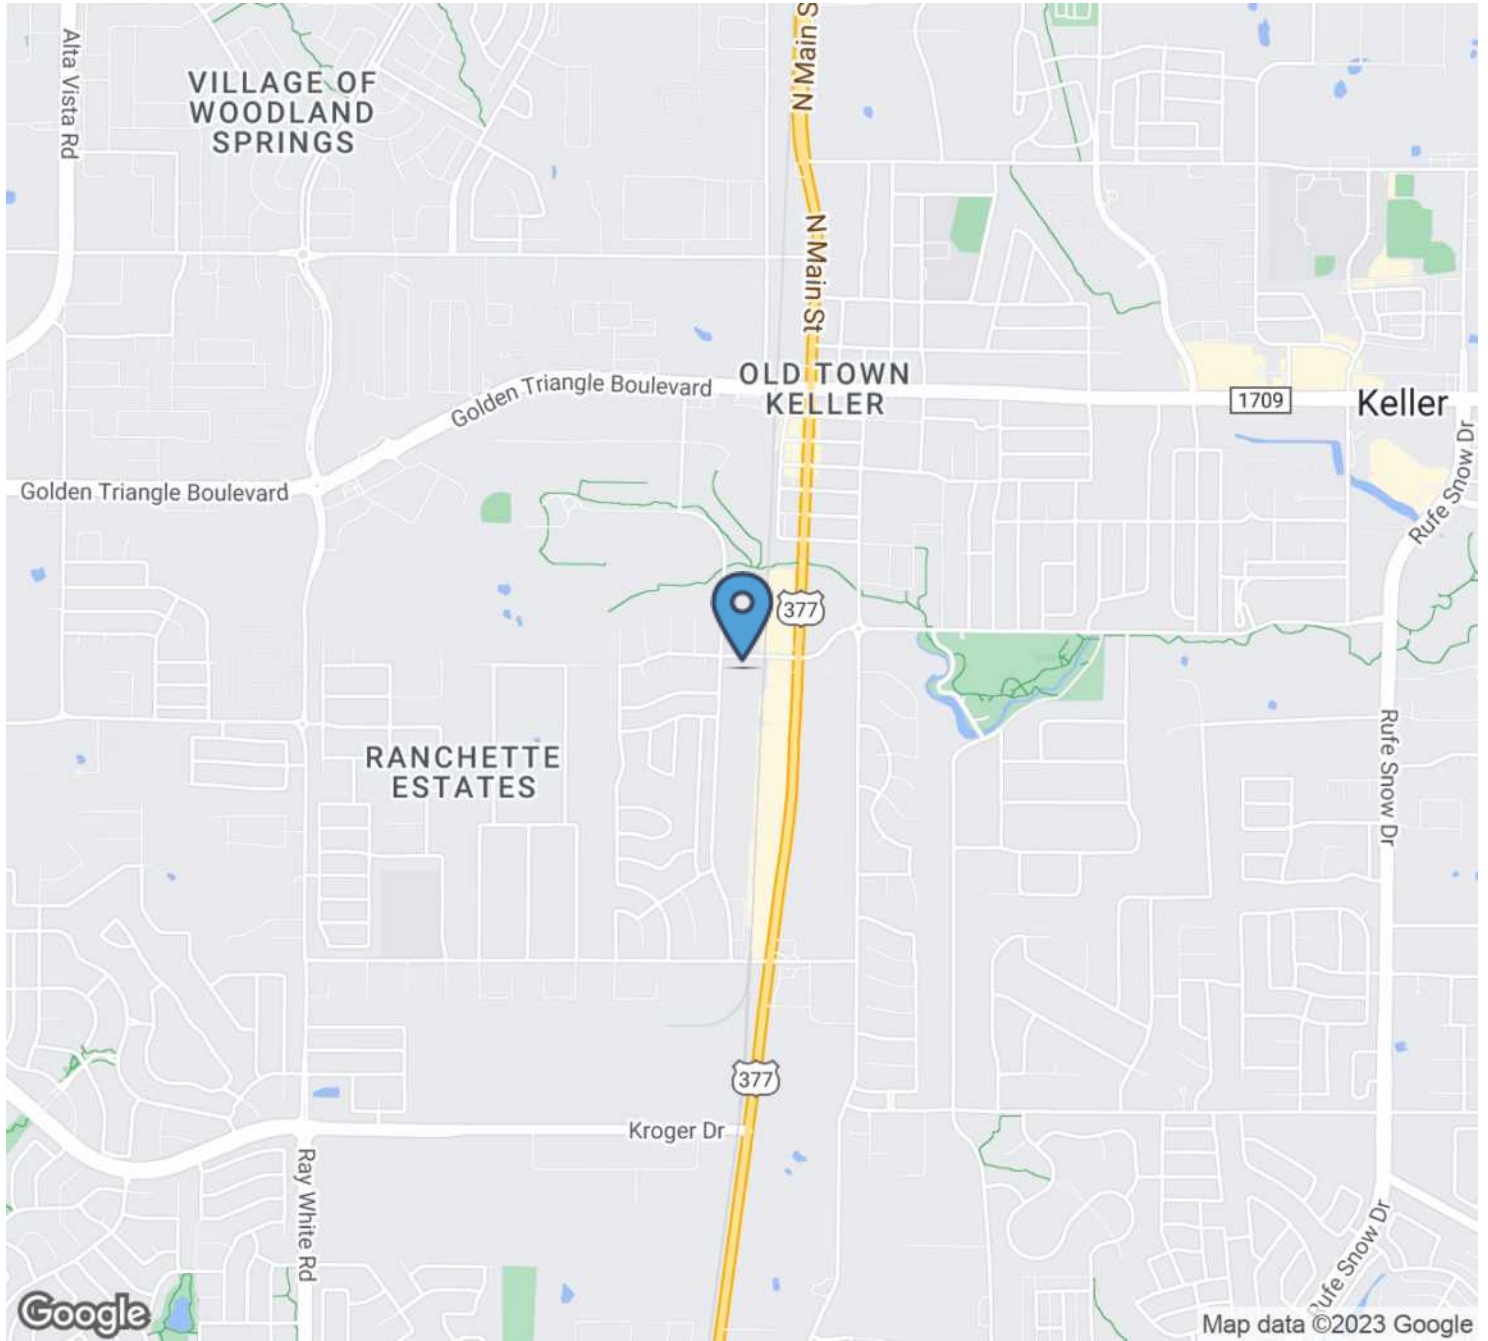 S
N Main St
Alta Vista Rd
VILLAGE OF
WOODLAND
SPRINGS
N Main St
OLD TOWN
KELLER
Golden Triangle Boulevard
1709
Keller
Golden Triangle Boulevard
Rufe Snow Dr
377
RANCHETTE
ESTATES
Rufe Snow Dr
377
Kroger Dr
Ray White Rd
Rufe Snow Dr
Google
Map data ©2023 Google